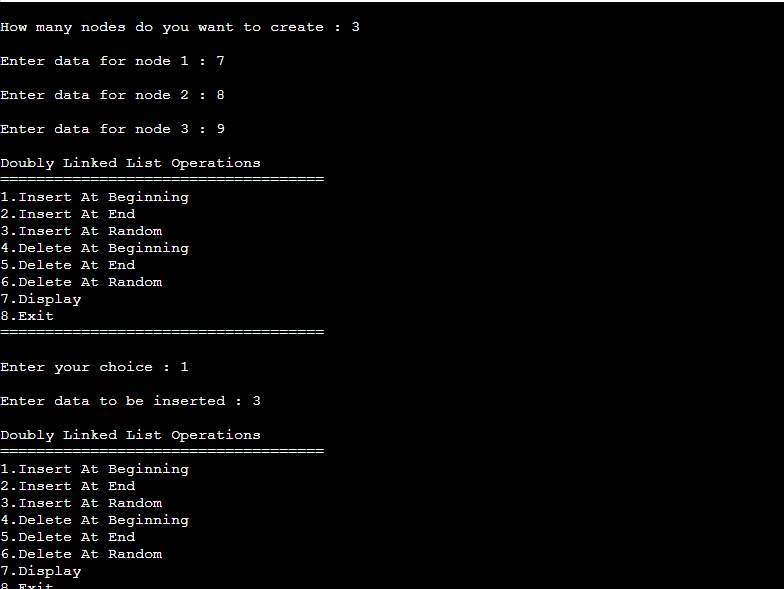 How many nodes do you want to create : 3
Enter data for node 1 : 7
Enter data for node 2 : 8
Enter data for node 3 : 9
Doubly Linked List Operations
====================================
1.Insert At Beginning
2.Insert At End
3.Insert At Random
4.Delete At Beginning
5.Delete At End
6.Delete At Random
7.Display
8.Exit
====================================
Enter your choice : 1
Enter data to be inserted : 3
Doubly Linked List Operations
====================================
1.Insert At Beginning
2.Insert At End
3.Insert At Random
4.Delete At Beginning
5.Delete At End
6.Delete At Random
7.Display
8.Exit